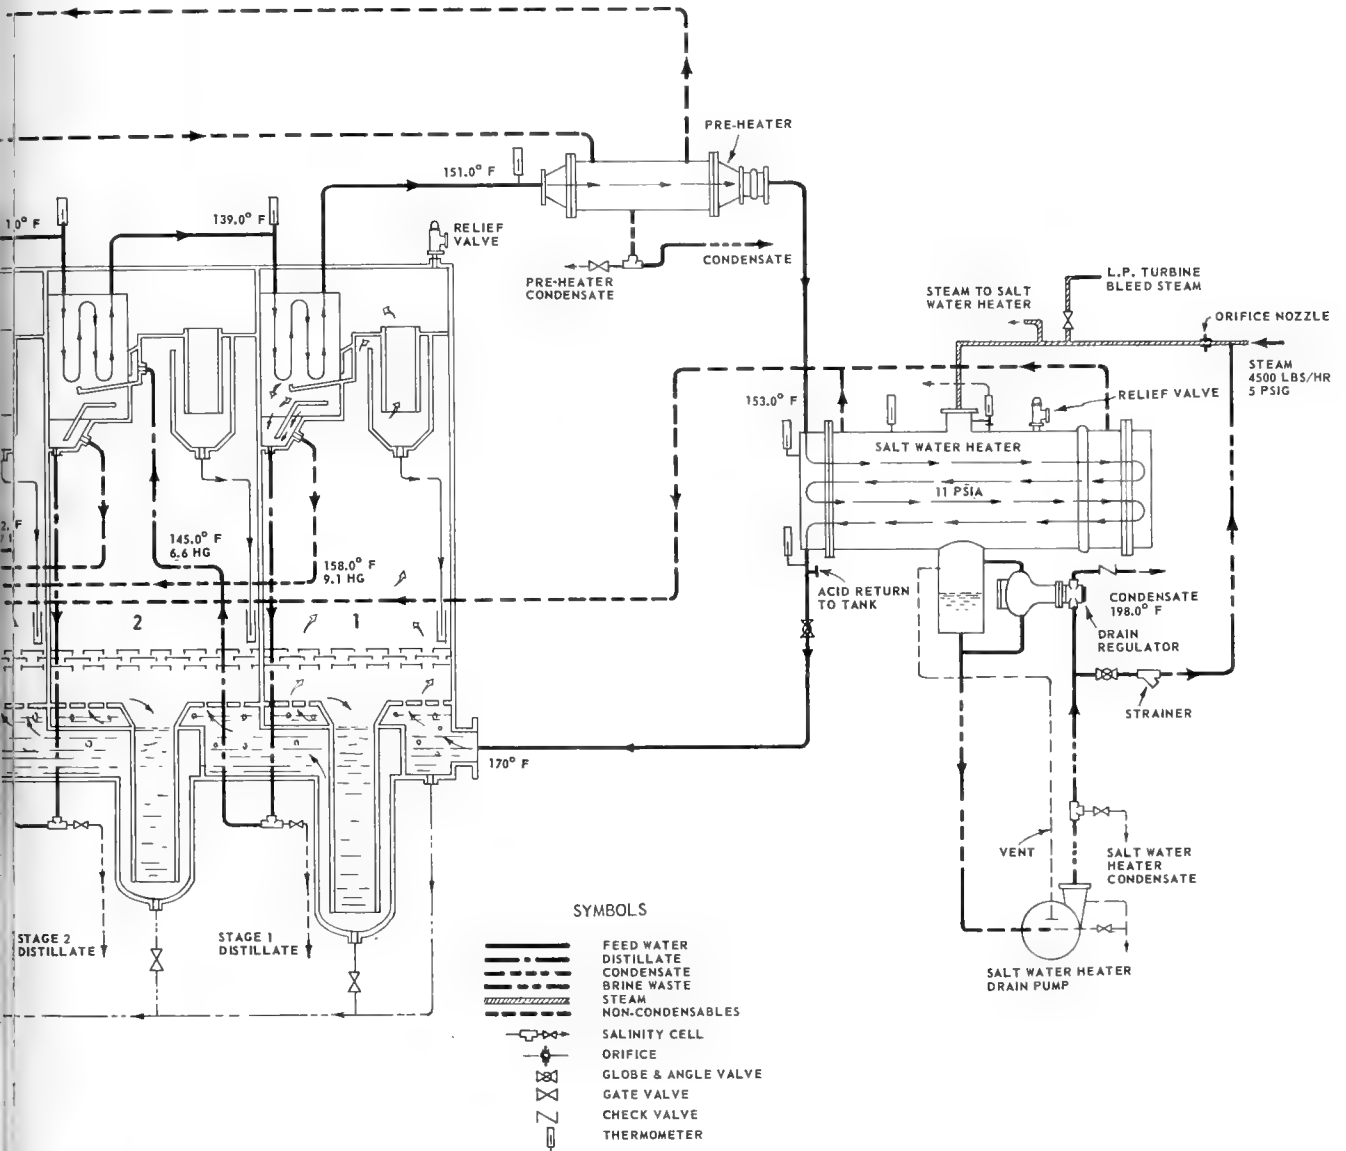 PRE-HEATER
151.0° F
139.0° F
RELIEF
VALVE
CONDENSATE
PRE-HEATER
CONDENSATE
STEAM TO SALT
WATER HEATER
L.P. TURBINE
BLEED STEAM
ORIFICE NOZZLE
STEAM
4500 LBS/HR
5 PSIG
153.0° F
RELIEF VALVE
SALT WATER HEATER
11 PSIA
145.0° F
6.6 HG
158.0° F
9.1 HG
ACID RETURN
TO TANK
CONDENSATE
198.0° F
DRAIN
REGULATOR
2
1
STRAINER
170° F
VENT
SALT WATER
HEATER
CONDENSATE
STAGE 2
DISTILLATE
STAGE 1
DISTILLATE
SALT WATER HEATER
DRAIN PUMP
SYMBOLS
FEED WATER
DISTILLATE
CONDENSATE
BRINE WASTE
STEAM
NON-CONDENSABLES
SALINITY CELL
ORIFICE
GLOBE & ANGLE VALVE
GATE VALVE
CHECK VALVE
THERMOMETER